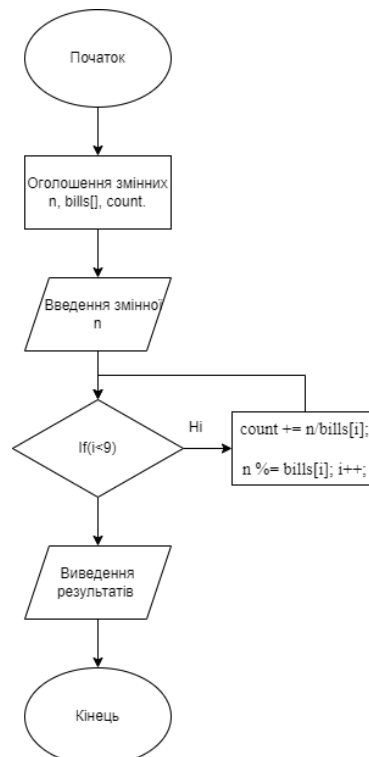 Початок
Оголошення змінних
n, bills[], count.
Введення змінної
n
If(i<9)
Ні
count += n/bills[i];
n %= bills[i]; i++;
Виведення
результатів
Кінець